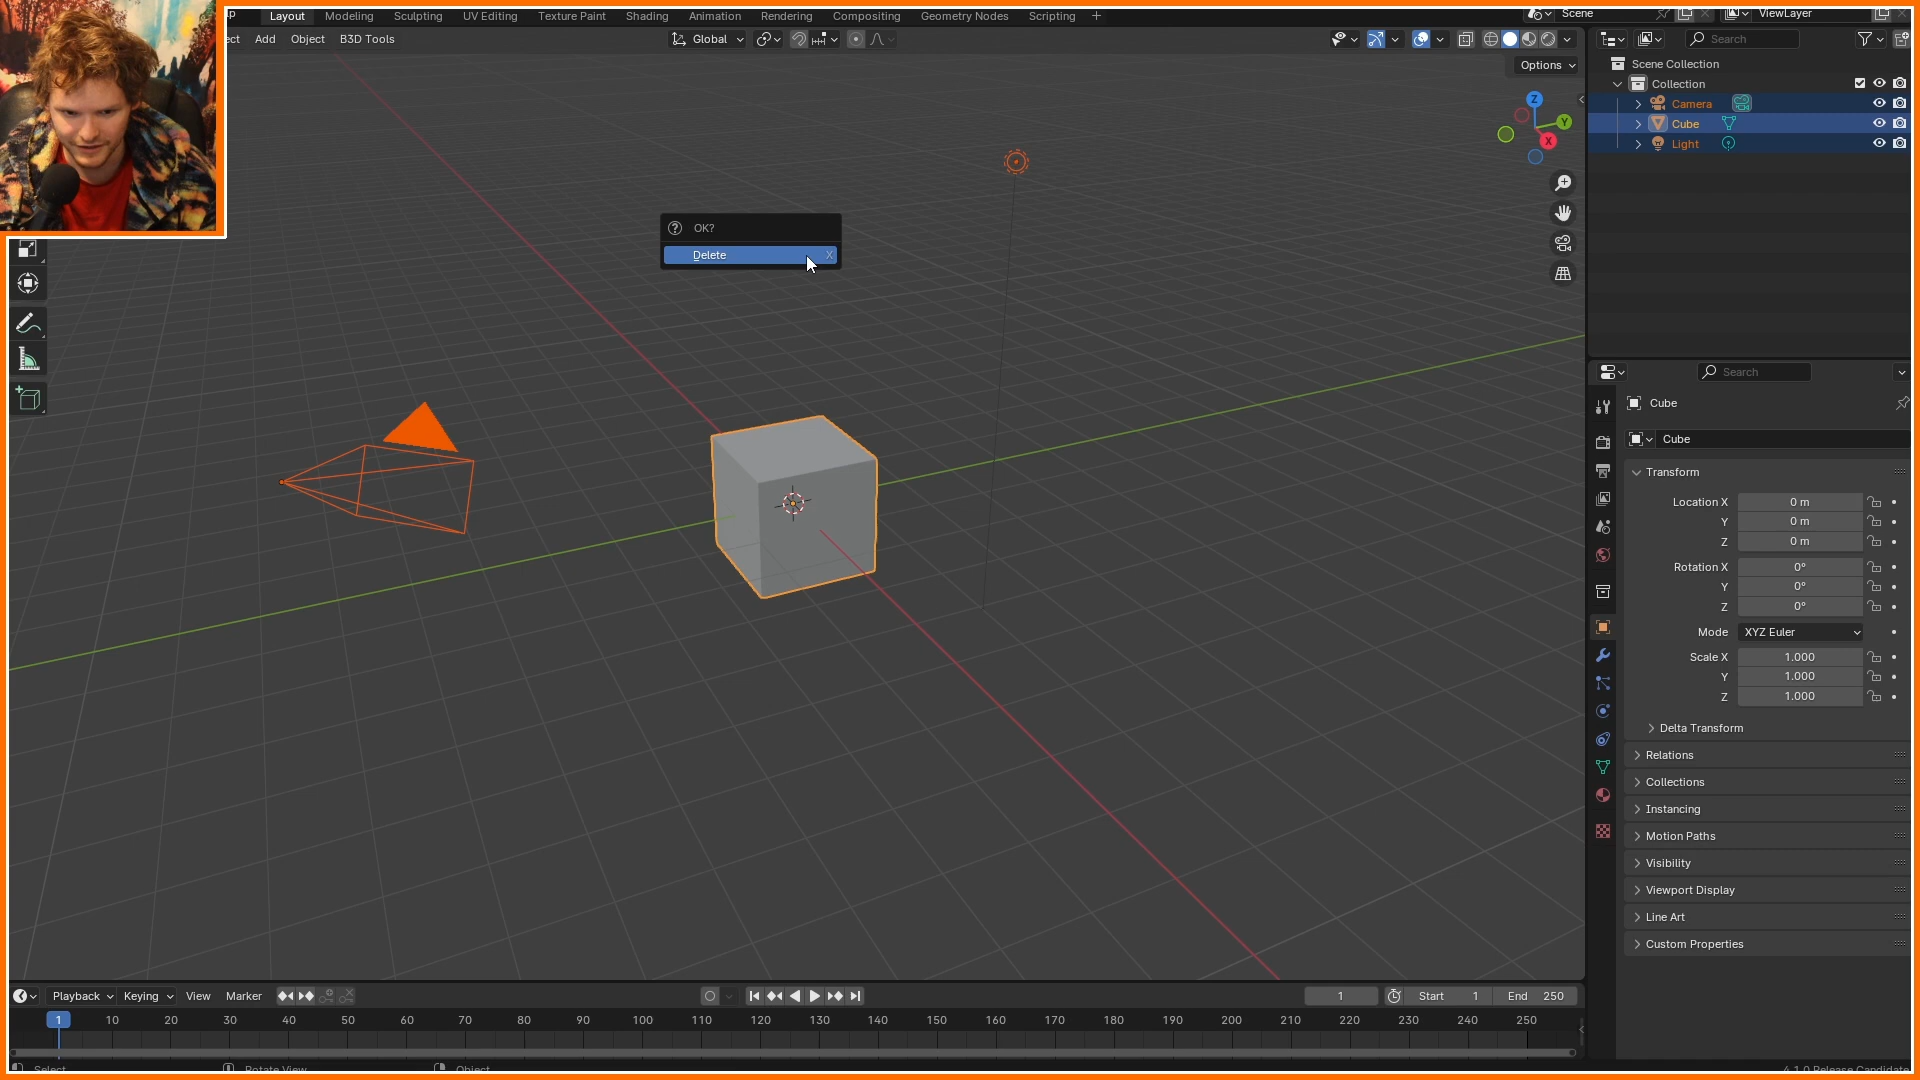 Layout Modeling Sculpting UV Editing Texture Paint Shading Animation Rendering Compositing Geometry Nodes Scripting + Scene ViewLayer
Add Object B3D Tools Global Search
Options
Scene Collection
Collection
Camera
Cube
Light
Z
Y
X
OK?
Delete X
Search
Cube
Cube
Transform
Location X 0 m
Y 0 m
Z 0 m
Rotation X 0°
Y 0°
Z 0°
Mode XYZ Euler
Scale X 1.000
Y 1.000
Z 1.000
Delta Transform
Relations
Collections
Instancing
Motion Paths
Visibility
Viewport Display
Line Art
Custom Properties
Playback Keying View Marker 1 Start 1 End 250
1 10 20 30 40 50 60 70 80 90 100 110 120 130 140 150 160 170 180 190 200 210 220 230 240 250
Select Rotate View Object 4.1.0 Release Candidate